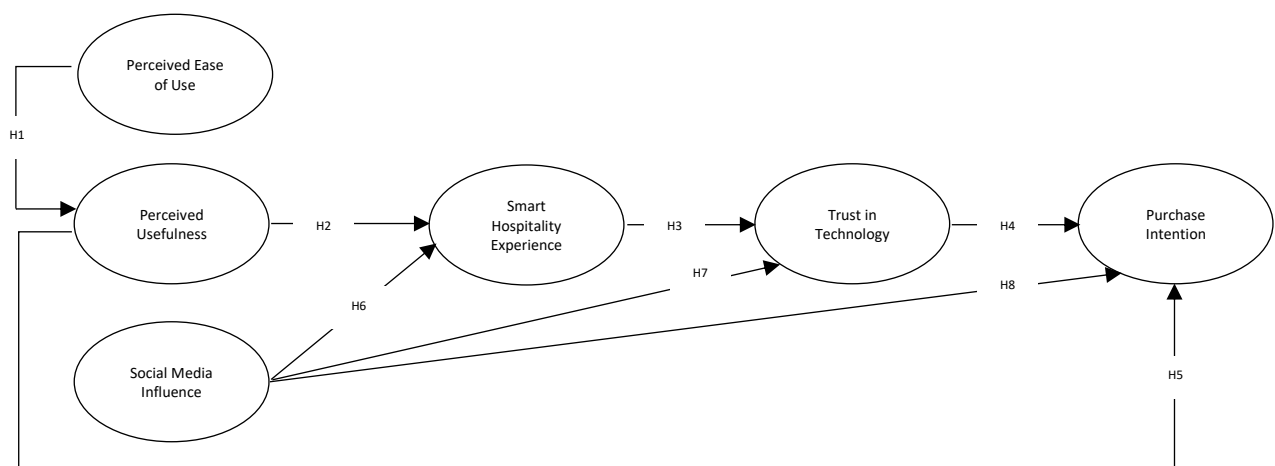 Perceived Ease
of Use
H1
Perceived
Usefulness
H2
Smart
Hospitality
Experience
H3
Trust in
Technology
H4
Purchase
Intention
H7
H8
H6
Social Media
Influence
H5